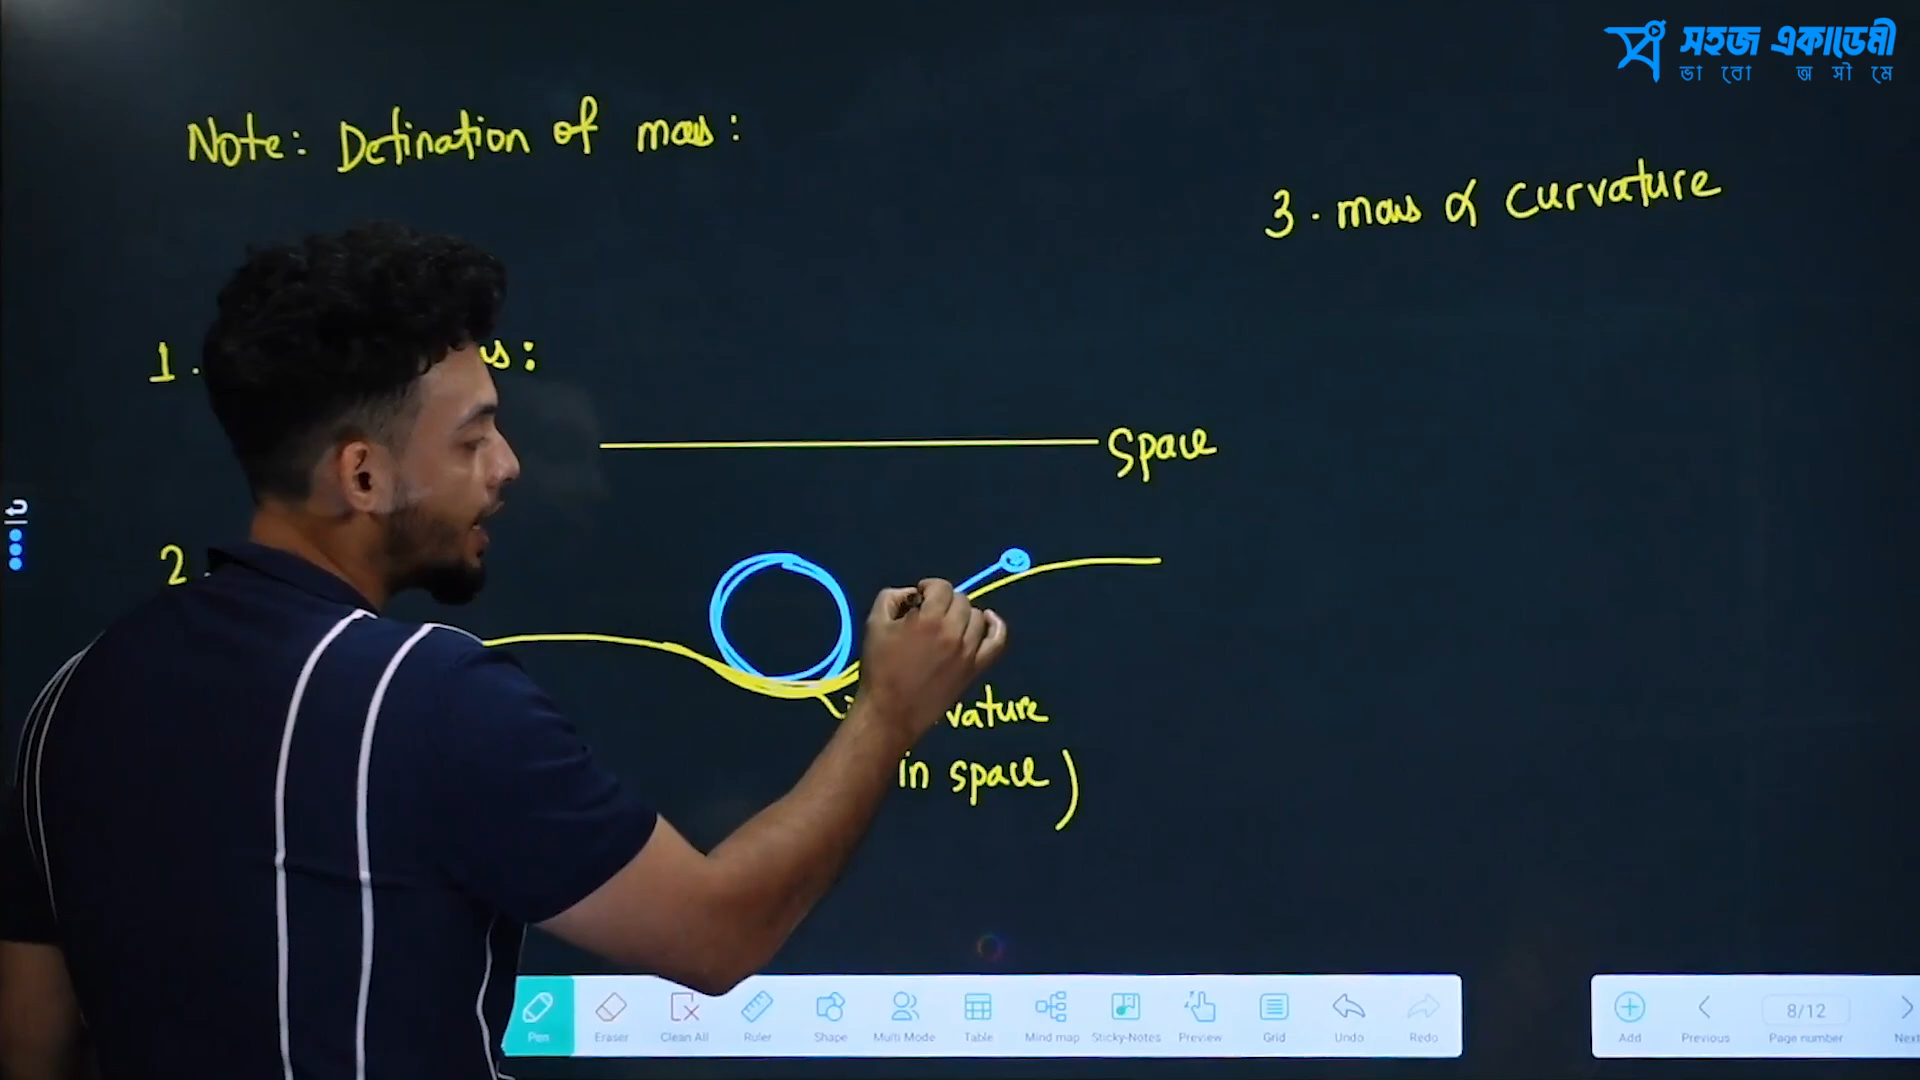 সহজ একাডেমী
ভাবো অসীমে
Note: Defination of mass:
3. mass α curvature
1.
Space
2.
vature
in space)
Pen
Eraser
Clean All
Ruler
Shape
Multi Mode
Table
Mind map
Sticky-Notes
Preview
Grid
Undo
Redo
Add
Previous
8/12
Page number
Next